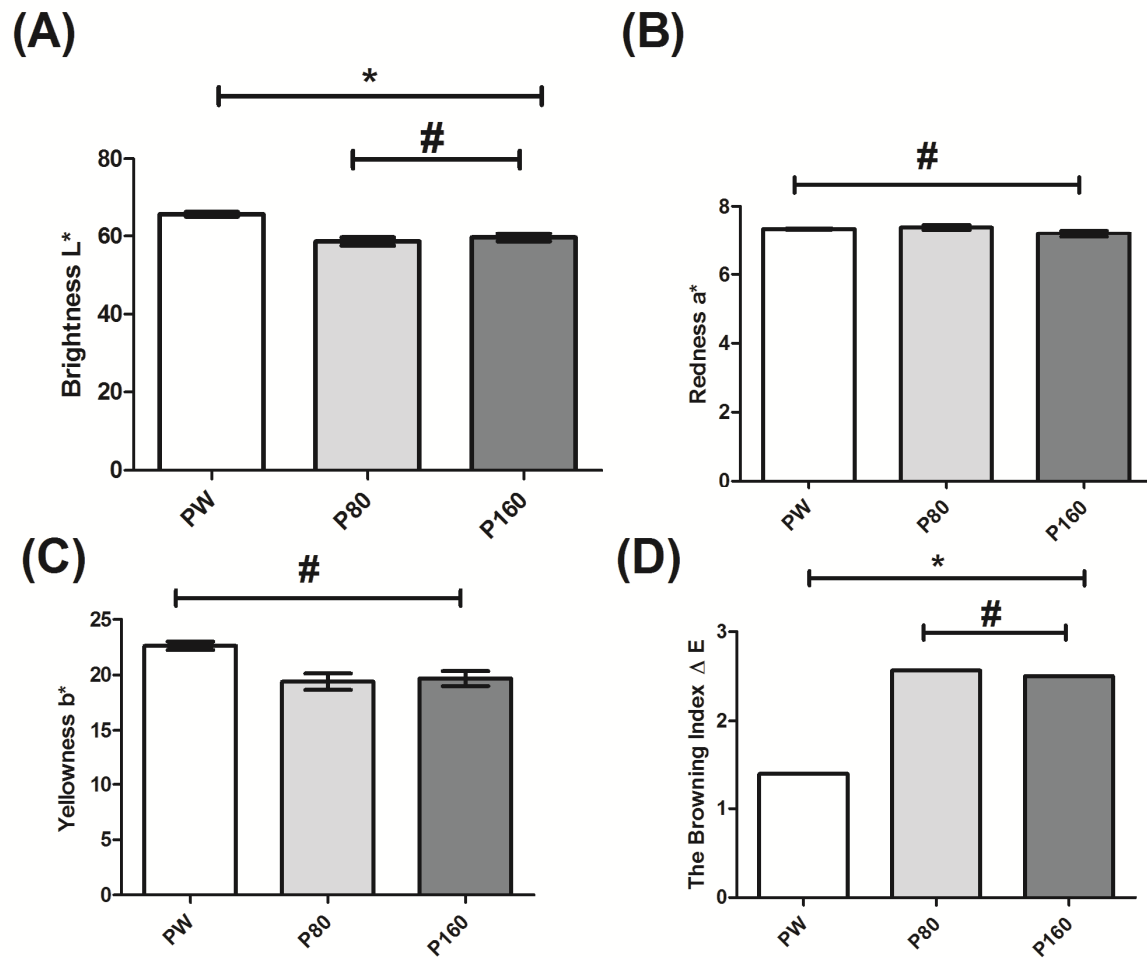 (A)
*
#
Brightness L*
80
60
40
20
0
PW
P80
P160
(B)
#
Redness a*
8
6
4
2
0
PW
P80
P160
(C)
#
Yellowness b*
25
20
15
10
5
0
PW
P80
P160
(D)
*
#
The Browning Index Δ E
3
2
1
0
PW
P80
P160